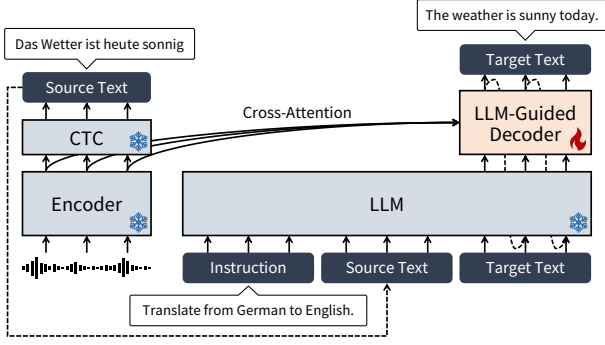 The weather is sunny today.
Das Wetter ist heute sonnig
Target Text
Source Text
Cross-Attention
LLM-Guided
Decoder
CTC
Encoder
LLM
Instruction
Source Text
Target Text
Translate from German to English.